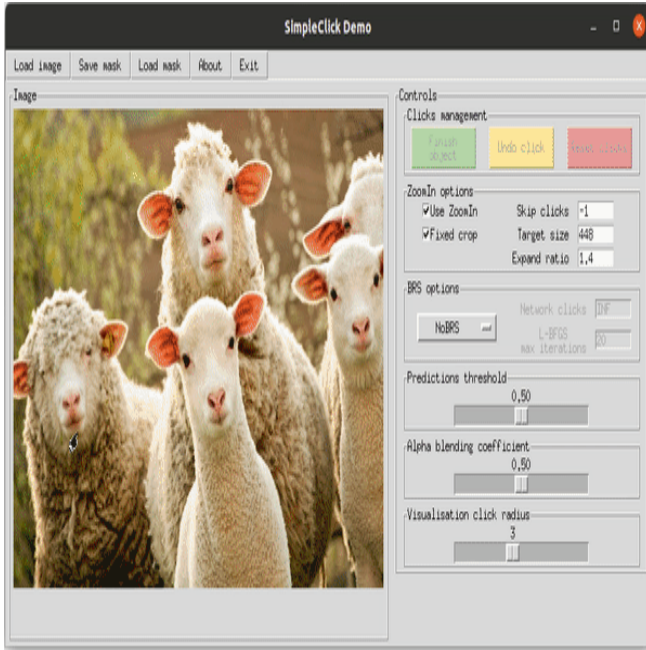 SimpleClick Demo
Load image Save mask Load mask About Exit
Image
Controls
Clicks management
Finish
object
Undo click
ZoomIn options
Use ZoomIn Skip clicks -1
Fixed crop Target size 448
Expand ratio 1.4
BRS options
NoBRS
Network clicks INF
L-BFGS
max iterations 20
Predictions threshold
0.50
Alpha blending coefficient
0.50
Visualisation click radius
3